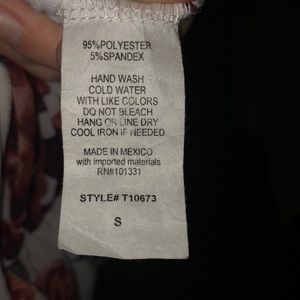 95%POLYESTER
5%SPANDEX
HAND WASH
COLD WATER
WITH LIKE COLORS
DO NOT BLEACH
HANG OR LINE DRY
COOL IRON IF NEEDED
MADE IN MEXICO
with imported materials
RN#101331
STYLE# T10673
S